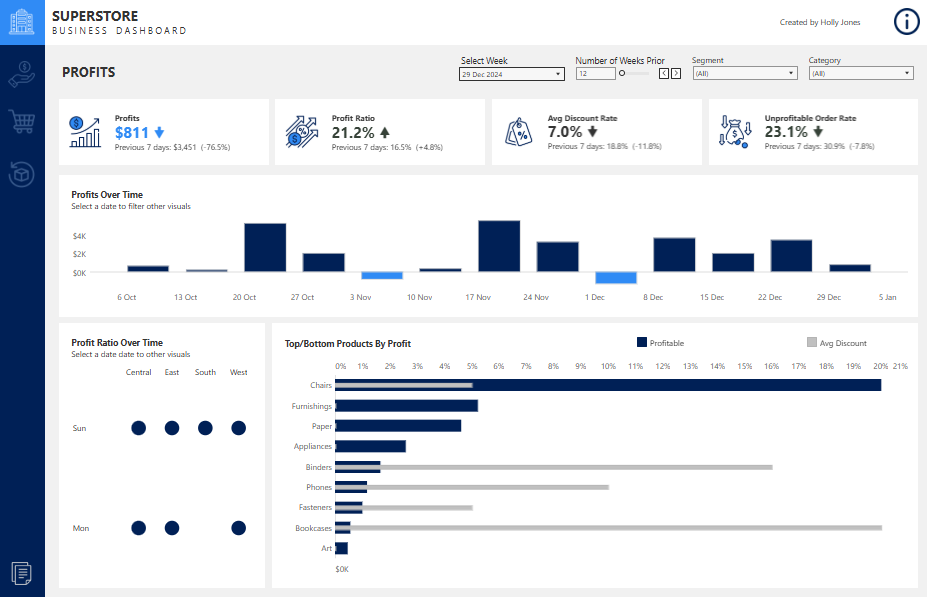 SUPERSTORE
BUSINESS DASHBOARD
Created by Holly Jones
i
PROFITS
Select Week
29 Dec 2024
Number of Weeks Prior
12
Segment
(All)
Category
(All)
Profits
$811
Previous 7 days: $3,451 (-76.5%)
Profit Ratio
21.2%
Previous 7 days: 16.5% (+4.8%)
Avg Discount Rate
7.0%
Previous 7 days: 18.8% (-11.8%)
Unprofitable Order Rate
23.1%
Previous 7 days: 30.9% (-7.8%)
Profits Over Time
Select a date to filter other visuals
$4K
$2K
$0K
6 Oct 13 Oct 20 Oct 27 Oct 3 Nov 10 Nov 17 Nov 24 Nov 1 Dec 8 Dec 15 Dec 22 Dec 29 Dec 5 Jan
Profit Ratio Over Time
Select a date date to other visuals
Central East South West
Sun
Mon
Top/Bottom Products By Profit
Profitable
Avg Discount
0% 1% 2% 3% 4% 5% 6% 7% 8% 9% 10% 11% 12% 13% 14% 15% 16% 17% 18% 19% 20% 21%
Chairs
Furnishings
Paper
Appliances
Binders
Phones
Fasteners
Bookcases
Art
$0K